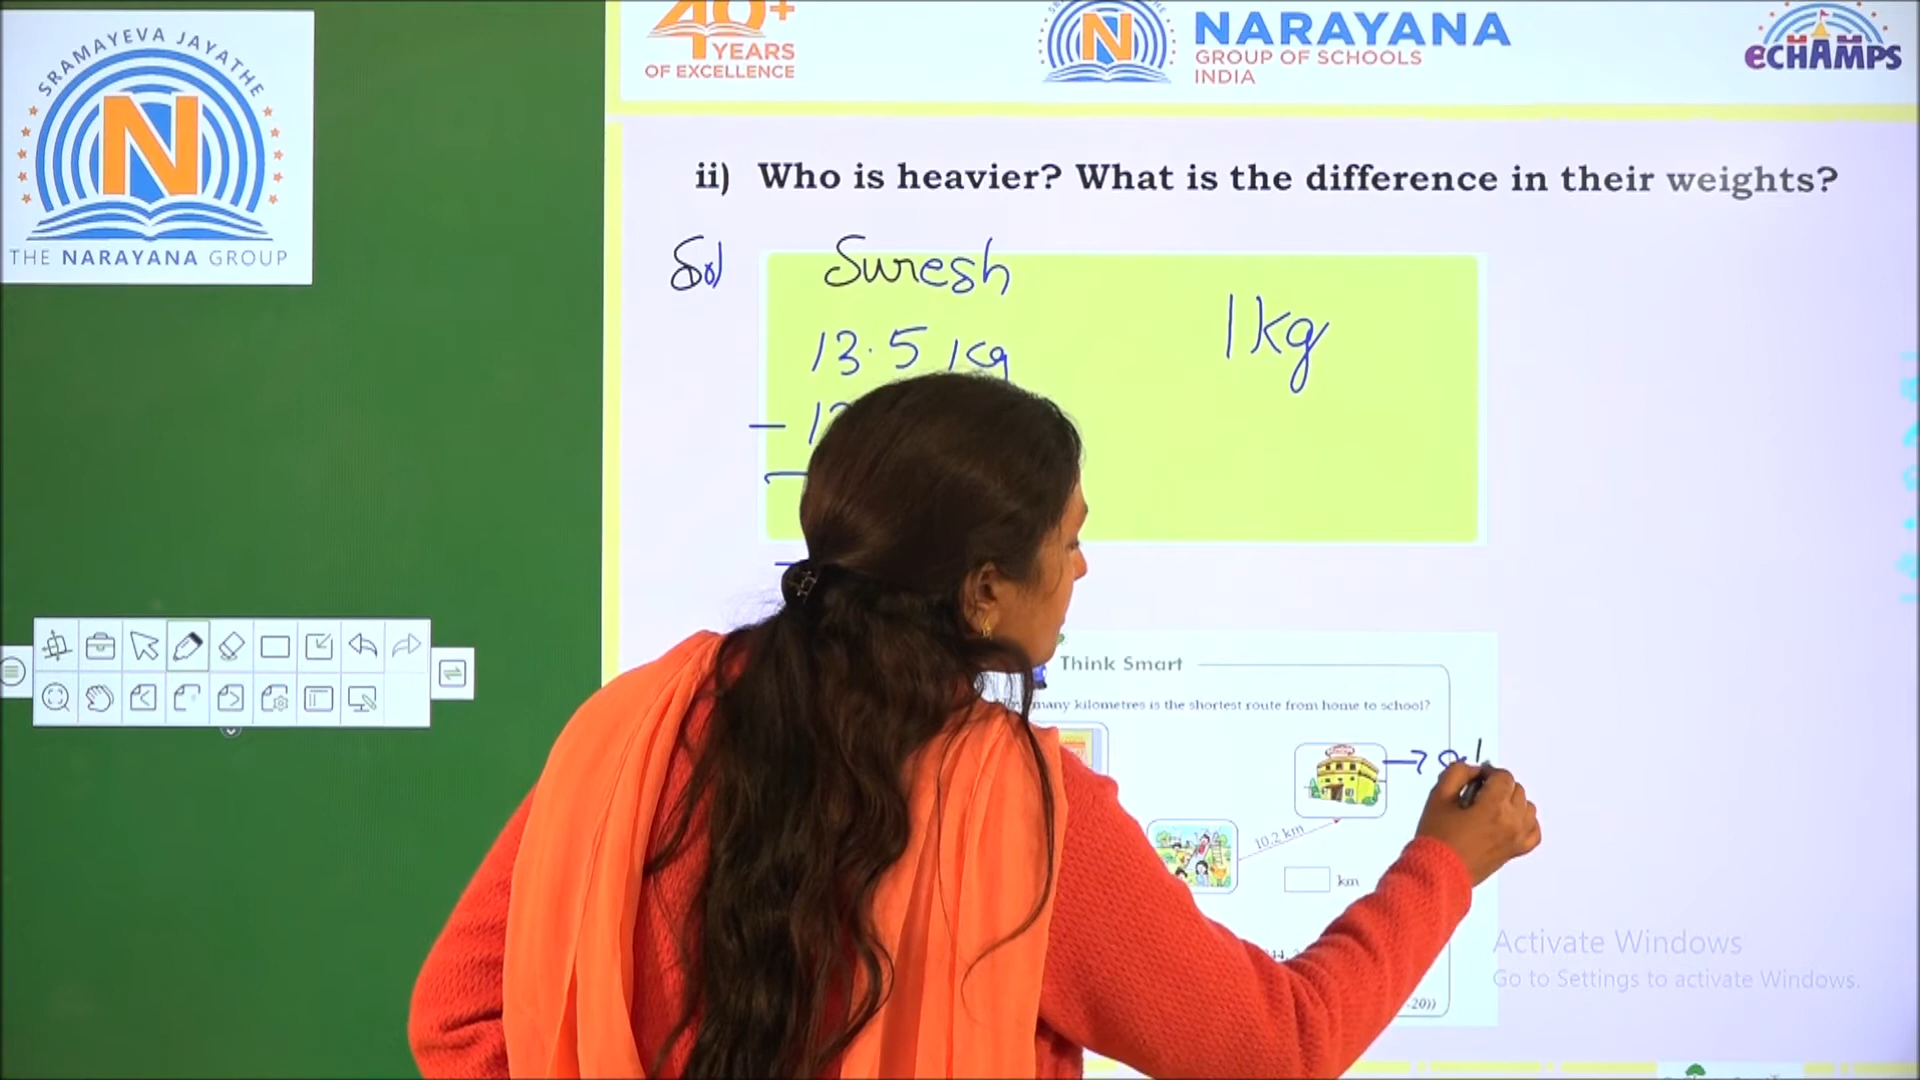 SRAMAYEVA JAYATHE
N
THE NARAYANA GROUP
40+
YEARS
OF EXCELLENCE
N
NARAYANA
GROUP OF SCHOOLS
INDIA
eCHAMPS
ii) Who is heavier? What is the difference in their weights?
Sol
Suresh
1kg
13.5 kg
Think Smart
many kilometres is the shortest route from home to school?
10.2 km
km
Activate Windows
Go to Settings to activate Windows.
20))